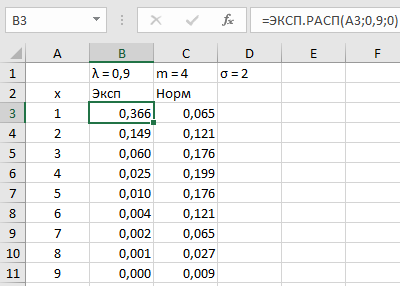 B3 =ЭКСП.РАСП(A3;0,9;0)
A B C D E F
1 λ = 0,9 m = 4 σ = 2
2 x Эксп Норм
3 1 0,366 0,065
4 2 0,149 0,121
5 3 0,060 0,176
6 4 0,025 0,199
7 5 0,010 0,176
8 6 0,004 0,121
9 7 0,002 0,065
10 8 0,001 0,027
11 9 0,000 0,009